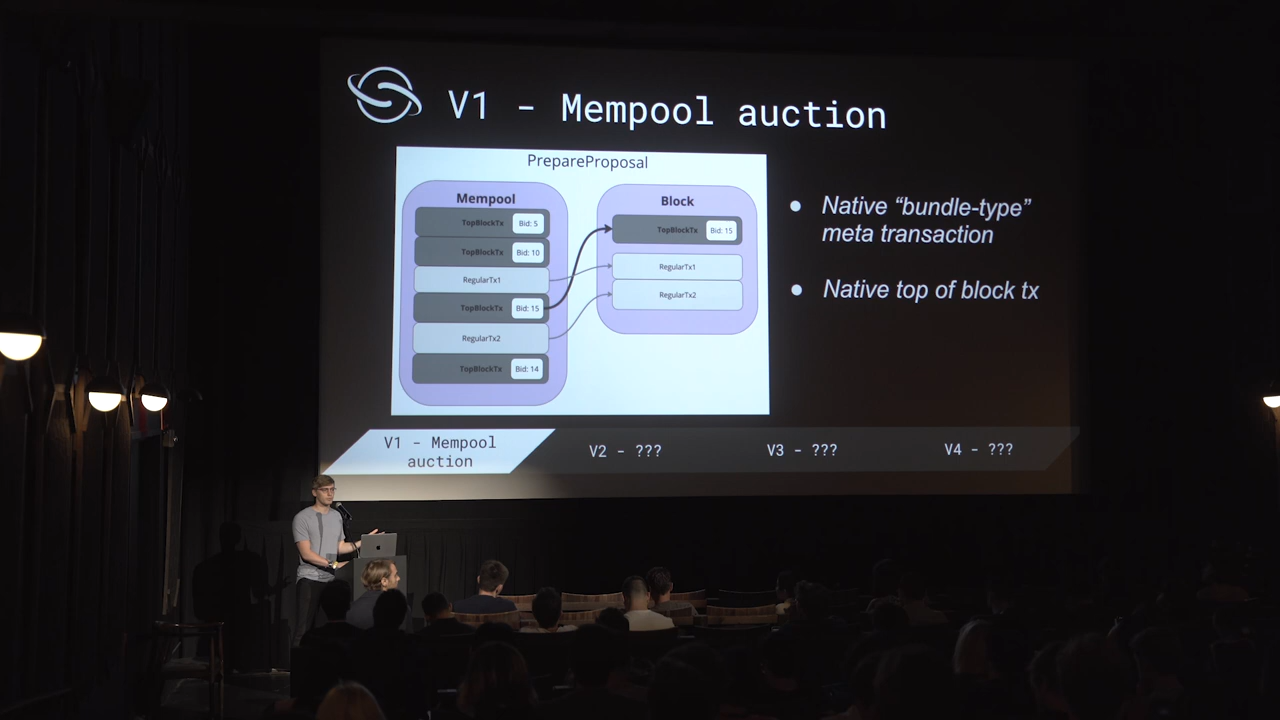 V1 - Mempool auction
PrepareProposal
Mempool
TopBlockTx Bid: 5
TopBlockTx Bid: 10
RegularTx1
TopBlockTx Bid: 15
RegularTx2
TopBlockTx Bid: 14
Block
TopBlockTx Bid: 15
RegularTx1
RegularTx2
● Native “bundle-type”
meta transaction
● Native top of block tx
V1 - Mempool
auction
V2 - ???
V3 - ???
V4 - ???